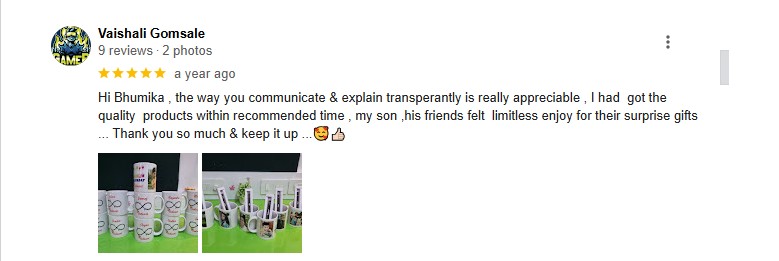 Vaishali Gomsale
9 reviews · 2 photos
a year ago
Hi Bhumika , the way you communicate & explain transperantly is really appreciable , I had  got the
quality  products within recommended time , my son ,his friends felt  limitless enjoy for their surprise gifts
... Thank you so much & keep it up ...🥰👍🏻
GAMER